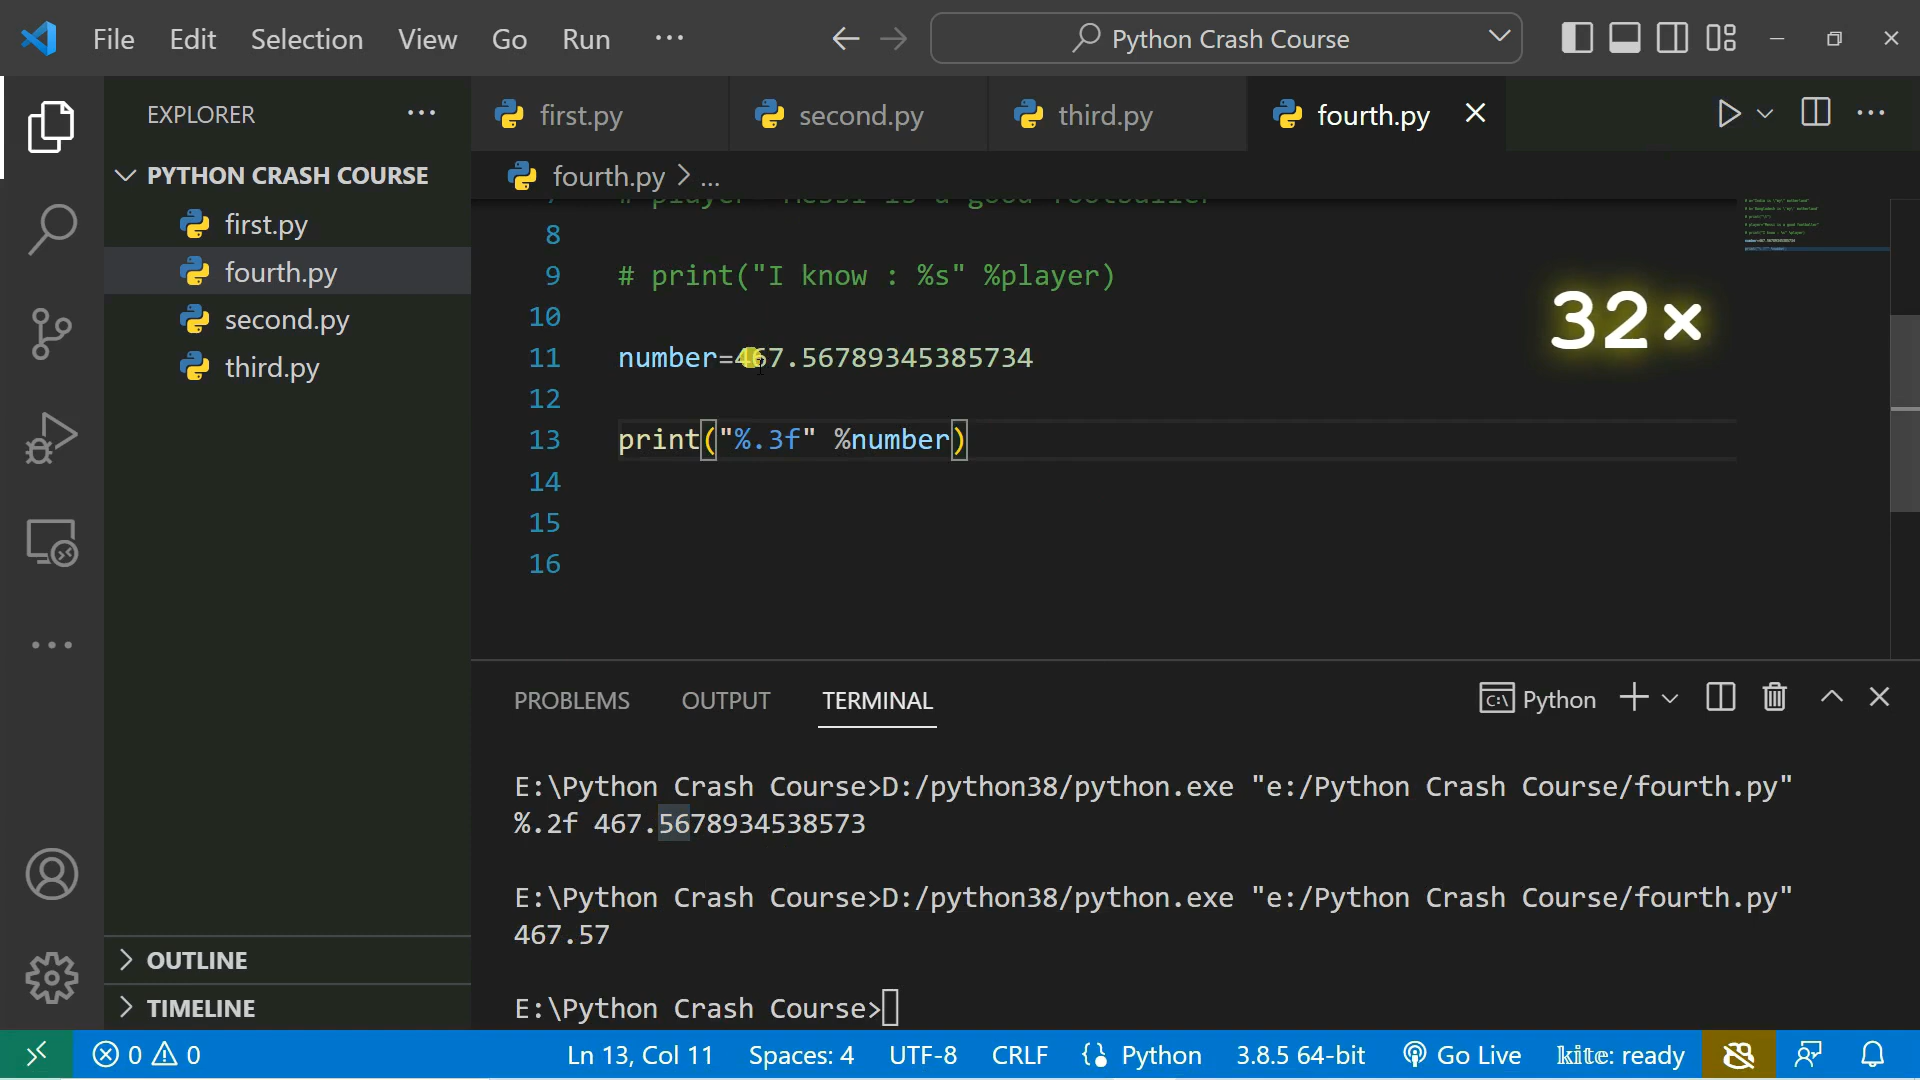 File Edit Selection View Go Run ... Python Crash Course
EXPLORER ...
PYTHON CRASH COURSE
first.py
fourth.py
second.py
third.py
OUTLINE
TIMELINE
first.py second.py third.py fourth.py
fourth.py > ...
8
9 # print("I know : %s" %player)
10
11 number=467.56789345385734
12
13 print("%.3f" %number)
14
15
16
32×
PROBLEMS OUTPUT TERMINAL Python
E:\Python Crash Course>D:/python38/python.exe "e:/Python Crash Course/fourth.py"
%.2f 467.5678934538573
E:\Python Crash Course>D:/python38/python.exe "e:/Python Crash Course/fourth.py"
467.57
E:\Python Crash Course>
0 0 Ln 13, Col 11 Spaces: 4 UTF-8 CRLF Python 3.8.5 64-bit Go Live kite: ready